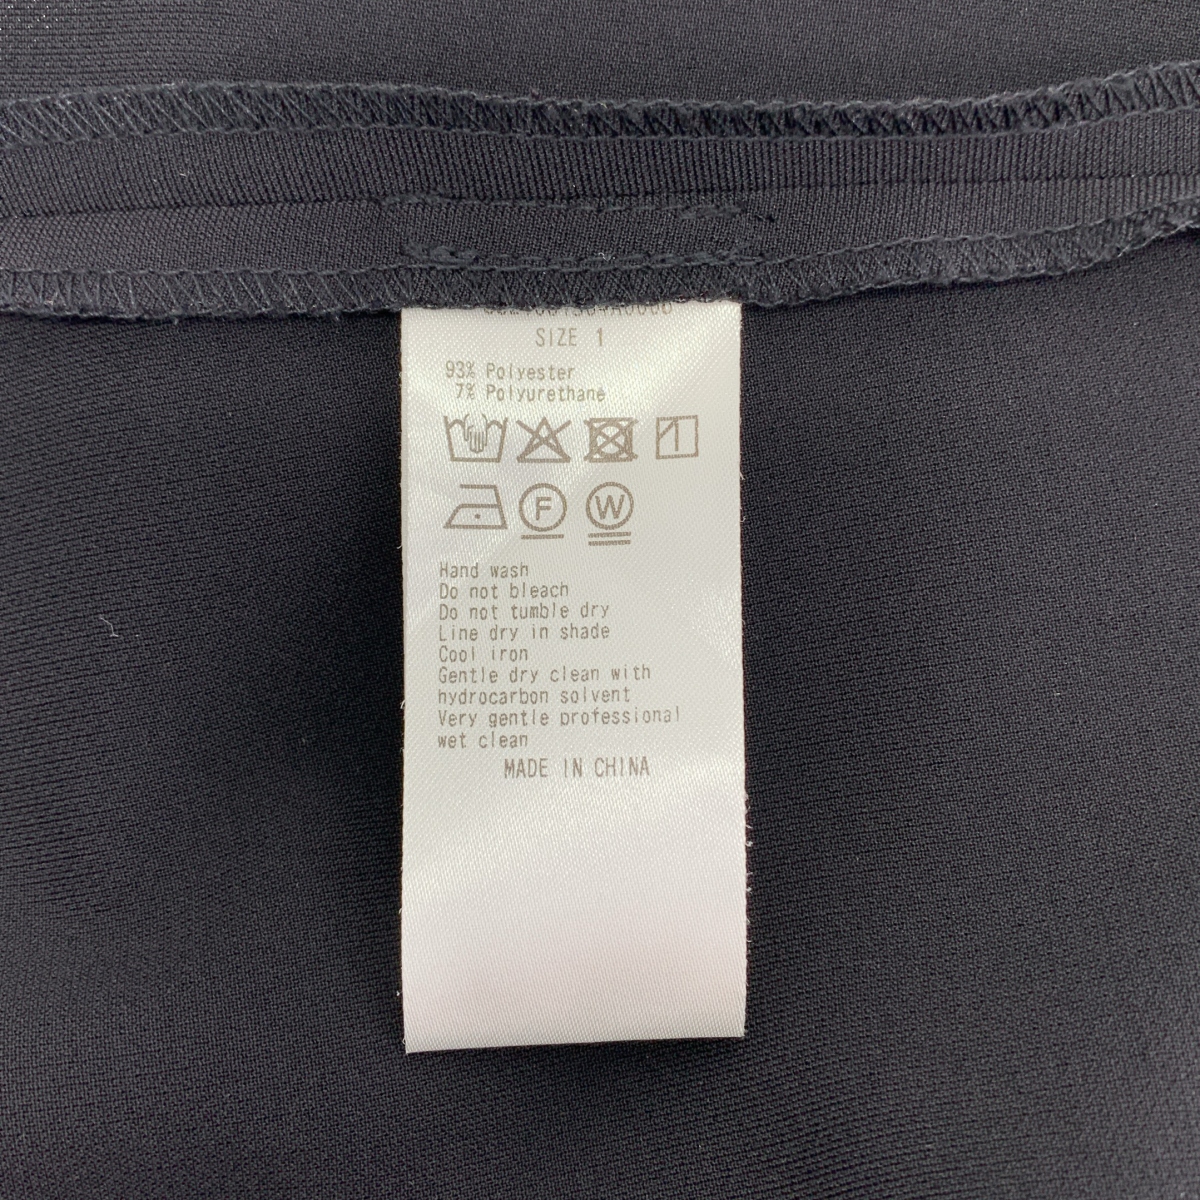 SIZE 1
93% Polyester
7% Polyurethane
F W
Hand wash
Do not bleach
Do not tumble dry
Line dry in shade
Cool iron
Gentle dry clean with
hydrocarbon solvent
Very gentle professional
wet clean
MADE IN CHINA